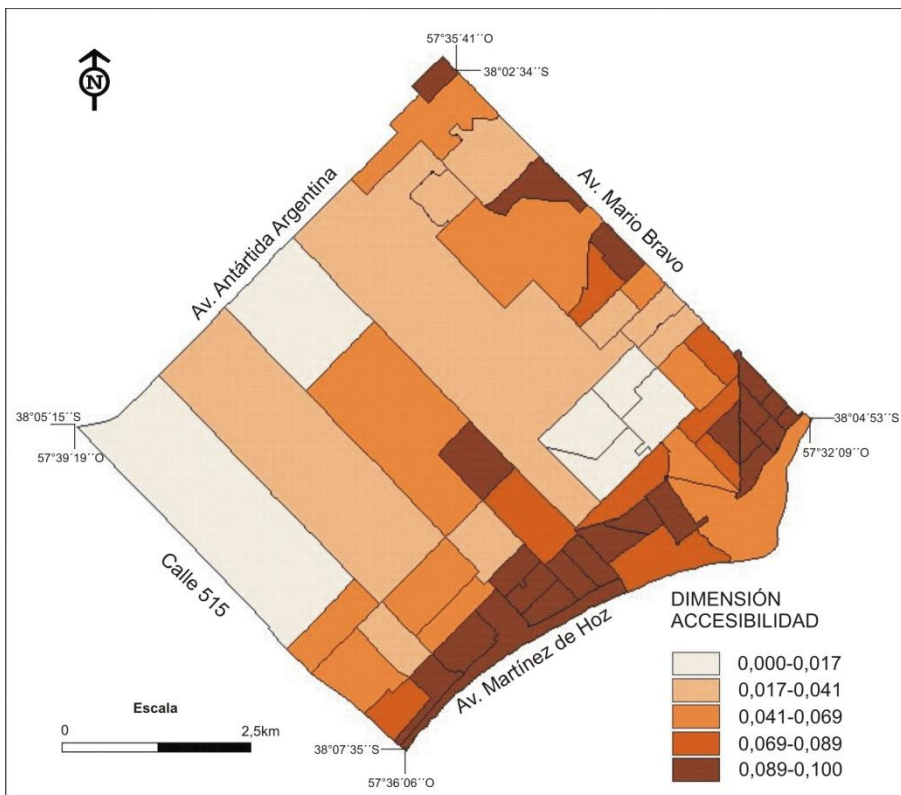 57°35´41´´O
38°02´34´´S
N
Av. Antártida Argentina
Av. Mario Bravo
38°05´15´´S
57°39´19´´O
38°04´53´´S
57°32´09´´O
Calle 515
Av. Martínez de Hoz
DIMENSIÓN
ACCESIBILIDAD
0,000-0,017
0,017-0,041
0,041-0,069
0,069-0,089
0,089-0,100
Escala
0 2,5km
38°07´35´´S
57°36´06´´O